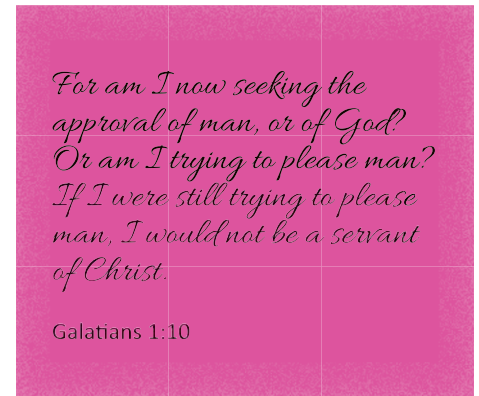 For am I now seeking the
approval of man, or of God?
Or am I trying to please man?
If I were still trying to please
man, I would not be a servant
of Christ.
Galatians 1:10